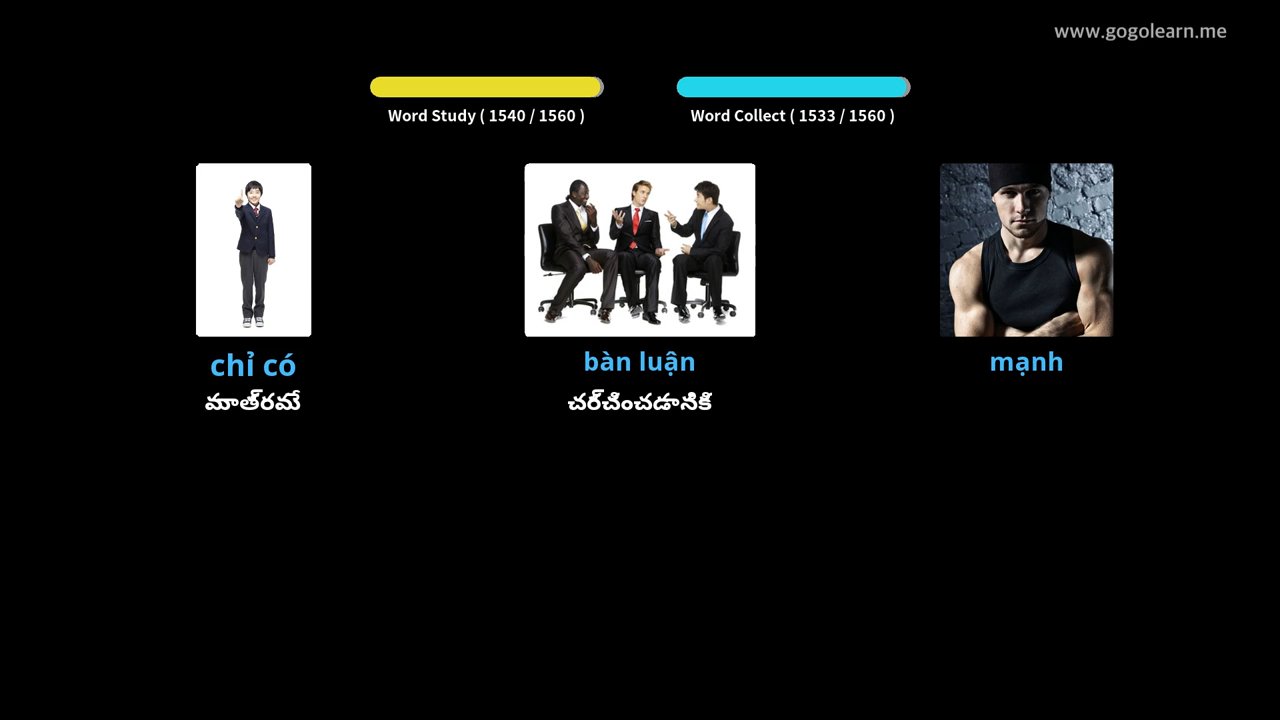 www.gogolearn.me
Word Study ( 1540 / 1560 )
Word Collect ( 1533 / 1560 )
chỉ có
bàn luận
mạnh
మాత్‌రమే
చర్‌చించడానికి